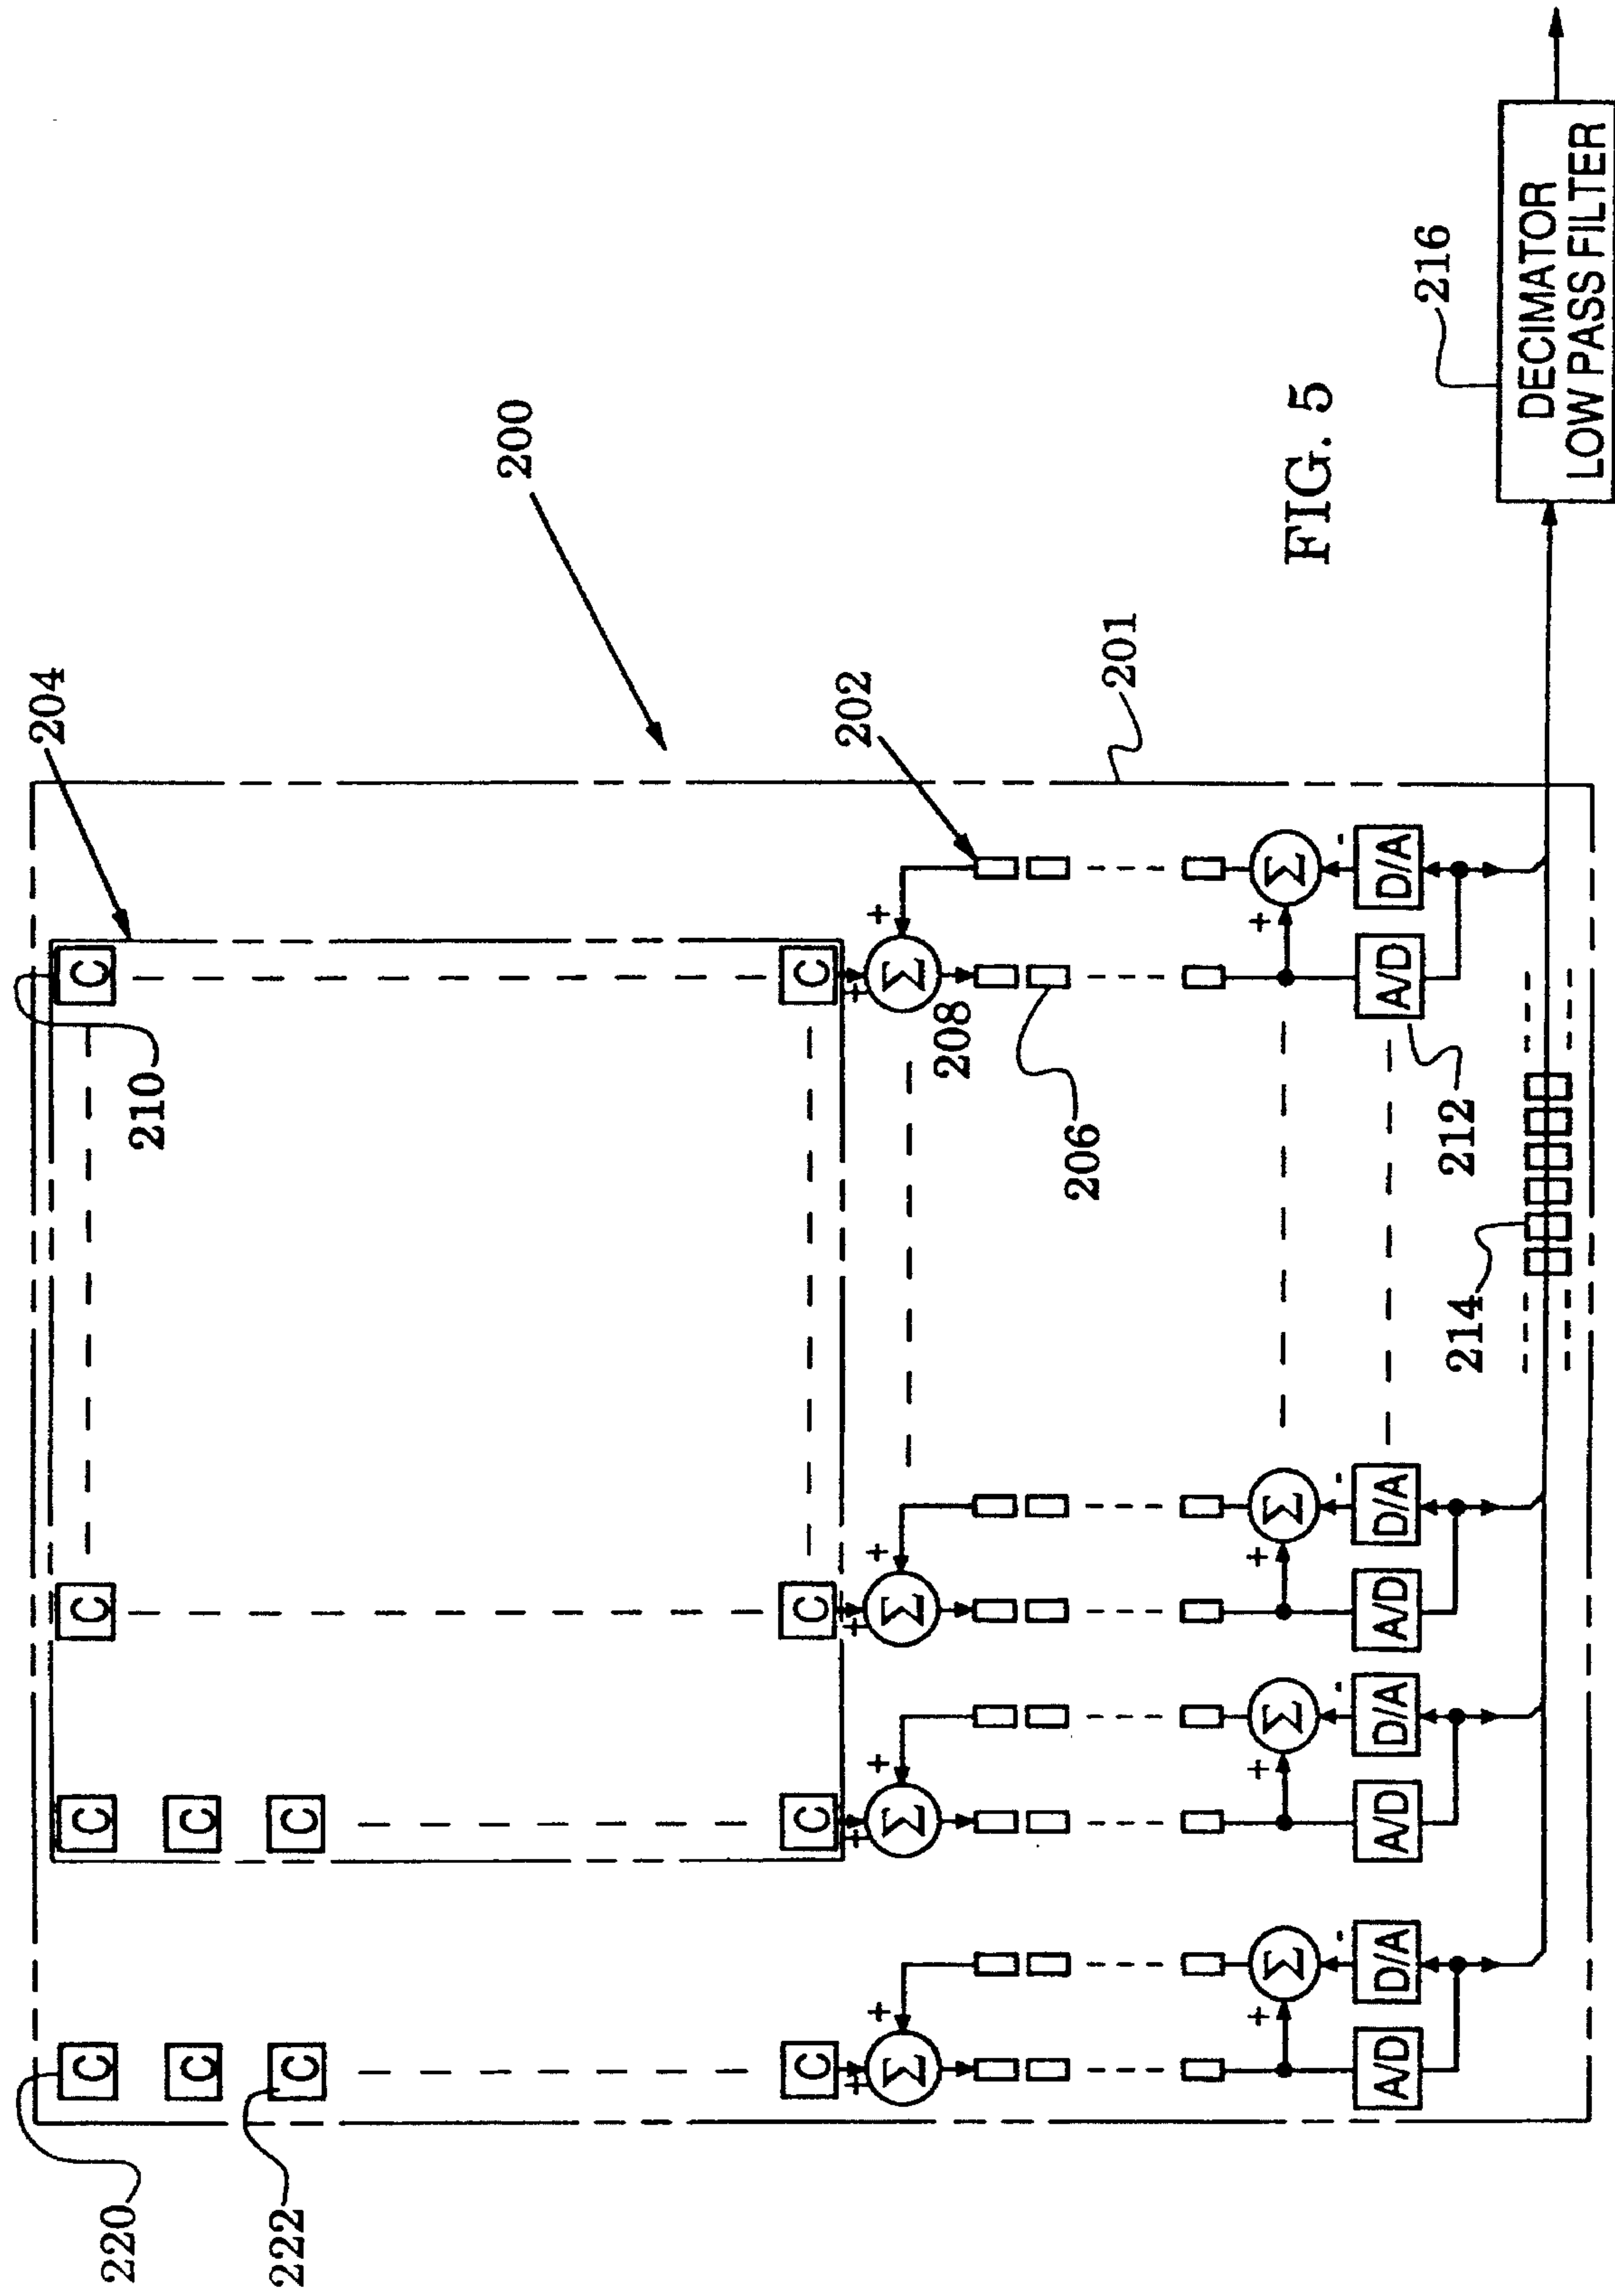 204
220
C
C
C
C
210
C
C
222
C
C
200
C
C
C
C
202
+
+
+
+
+
+
+
+
Σ
Σ
Σ
Σ
208
206
201
+
+
+
+
Σ
Σ
Σ
Σ
FIG. 5
-
-
-
-
A/D
D/A
A/D
D/A
A/D
D/A
A/D
D/A
216
212
214
DECIMATOR
LOW PASS FILTER